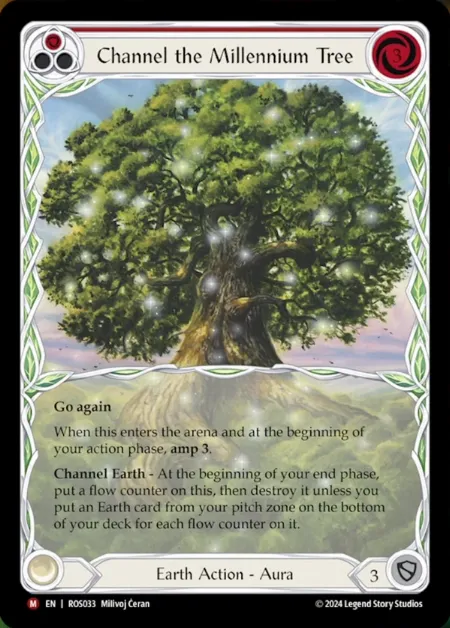 Channel the Millennium Tree
3
Go again
When this enters the arena and at the beginning of
your action phase, amp 3.
Channel Earth - At the beginning of your end phase,
put a flow counter on this, then destroy it unless you
put an Earth card from your pitch zone on the bottom
of your deck for each flow counter on it.
Earth Action - Aura
3
M EN | ROS033 Milivoj Ćeran
© 2024 Legend Story Studios